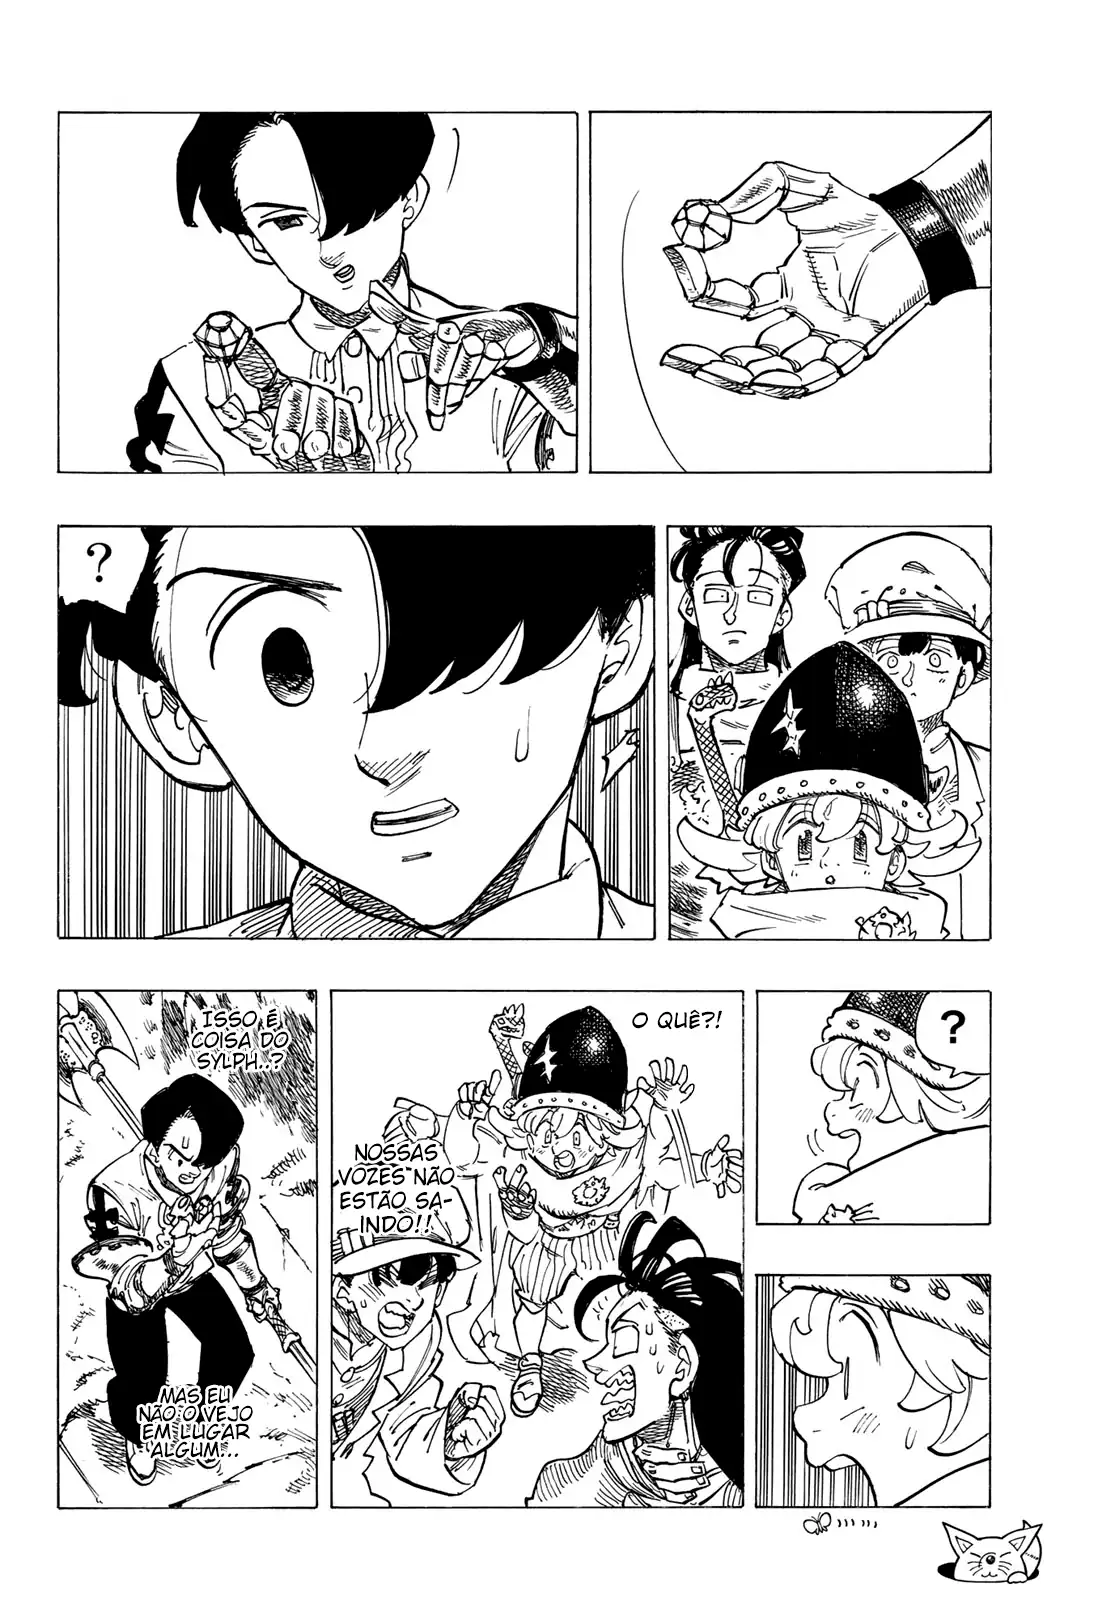 ?
?
O QUÊ?!
NOSSAS
VOZES NÃO
ESTÃO SA-
INDO!!
ISSO É
COISA DO
SYLPH..?
MAS EU
NÃO O VEJO
EM LUGAR
ALGUM...